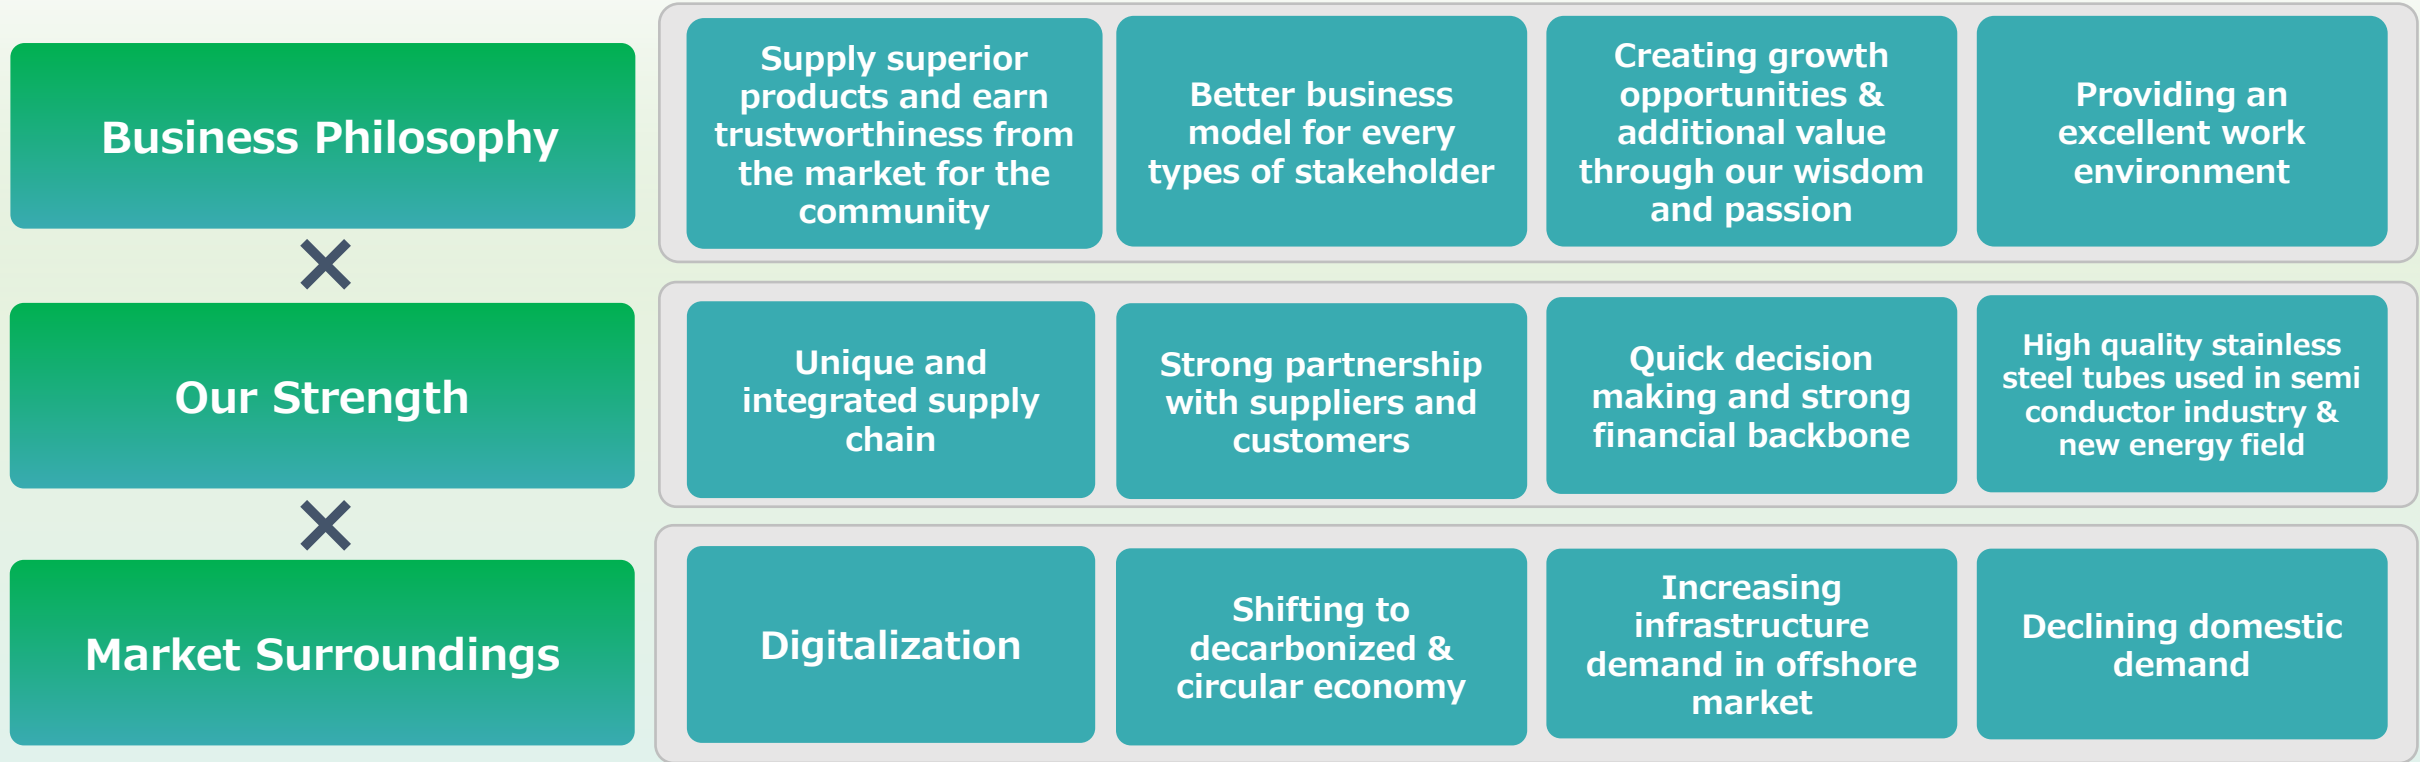 Business Philosophy
Supply superior
products and earn
trustworthiness from
the market for the
community
Better business
model for every
types of stakeholder
Creating growth
opportunities &
additional value
through our wisdom
and passion
Providing an
excellent work
environment
×
Our Strength
Unique and
integrated supply
chain
Strong partnership
with suppliers and
customers
Quick decision
making and strong
financial backbone
High quality stainless
steel tubes used in semi
conductor industry &
new energy field
×
Market Surroundings
Digitalization
Shifting to
decarbonized &
circular economy
Increasing
infrastructure
demand in offshore
market
Declining domestic
demand